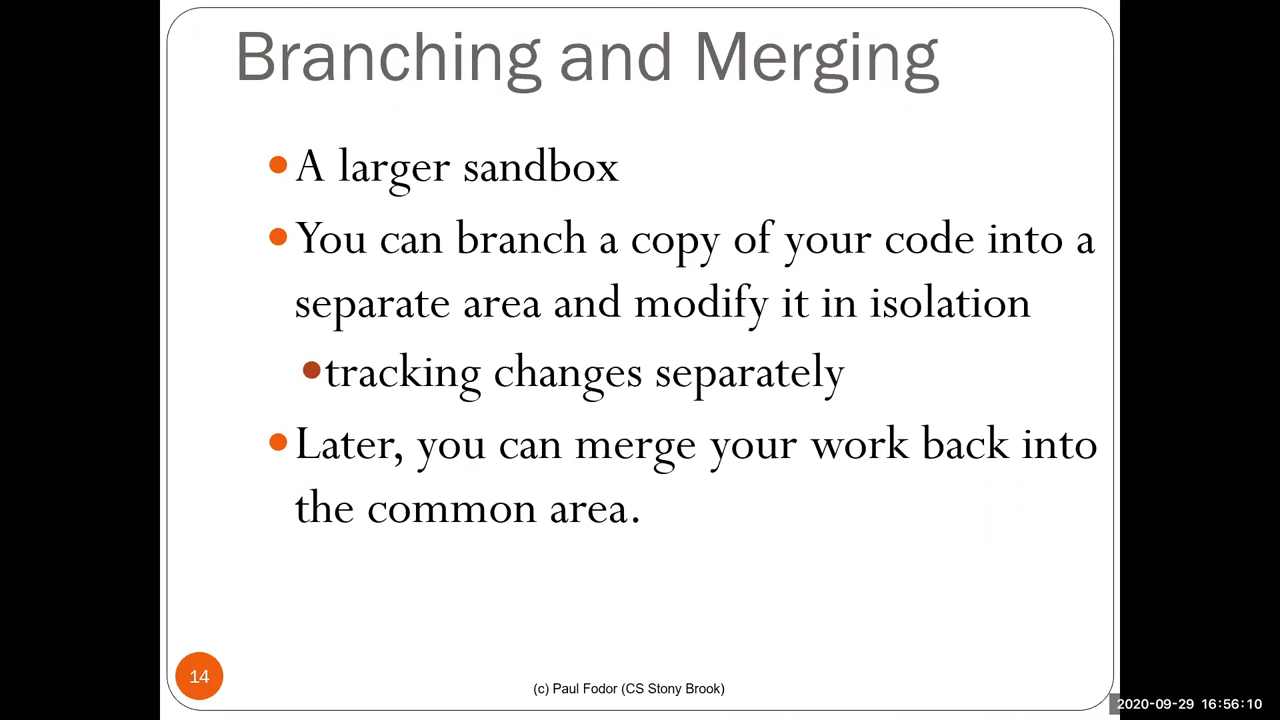 Branching and Merging
A larger sandbox
You can branch a copy of your code into a
separate area and modify it in isolation
tracking changes separately
Later, you can merge your work back into
the common area.
14
(c) Paul Fodor (CS Stony Brook)
2020-09-29 16:56:10